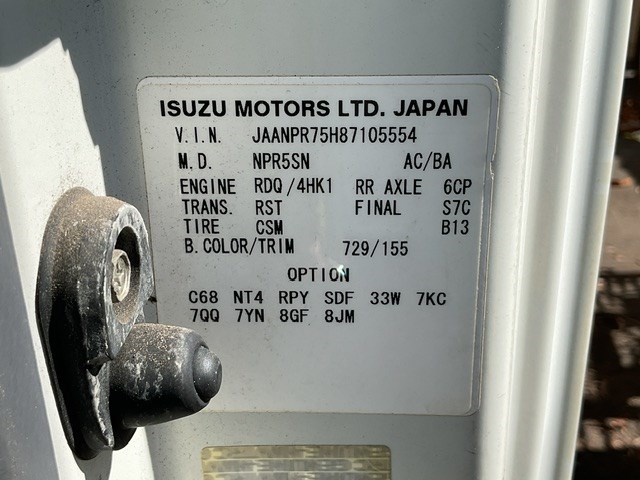 ISUZU MOTORS LTD. JAPAN
V.I.N. JAANPR75H87105554
M.D. NPR5SN AC/BA
ENGINE RDQ/4HK1 RR AXLE 6CP
TRANS. RST FINAL S7C
TIRE CSM B13
B.COLOR/TRIM 729/155
OPTION
C68 NT4 RPY SDF 33W 7KC
7QQ 7YN 8GF 8JM